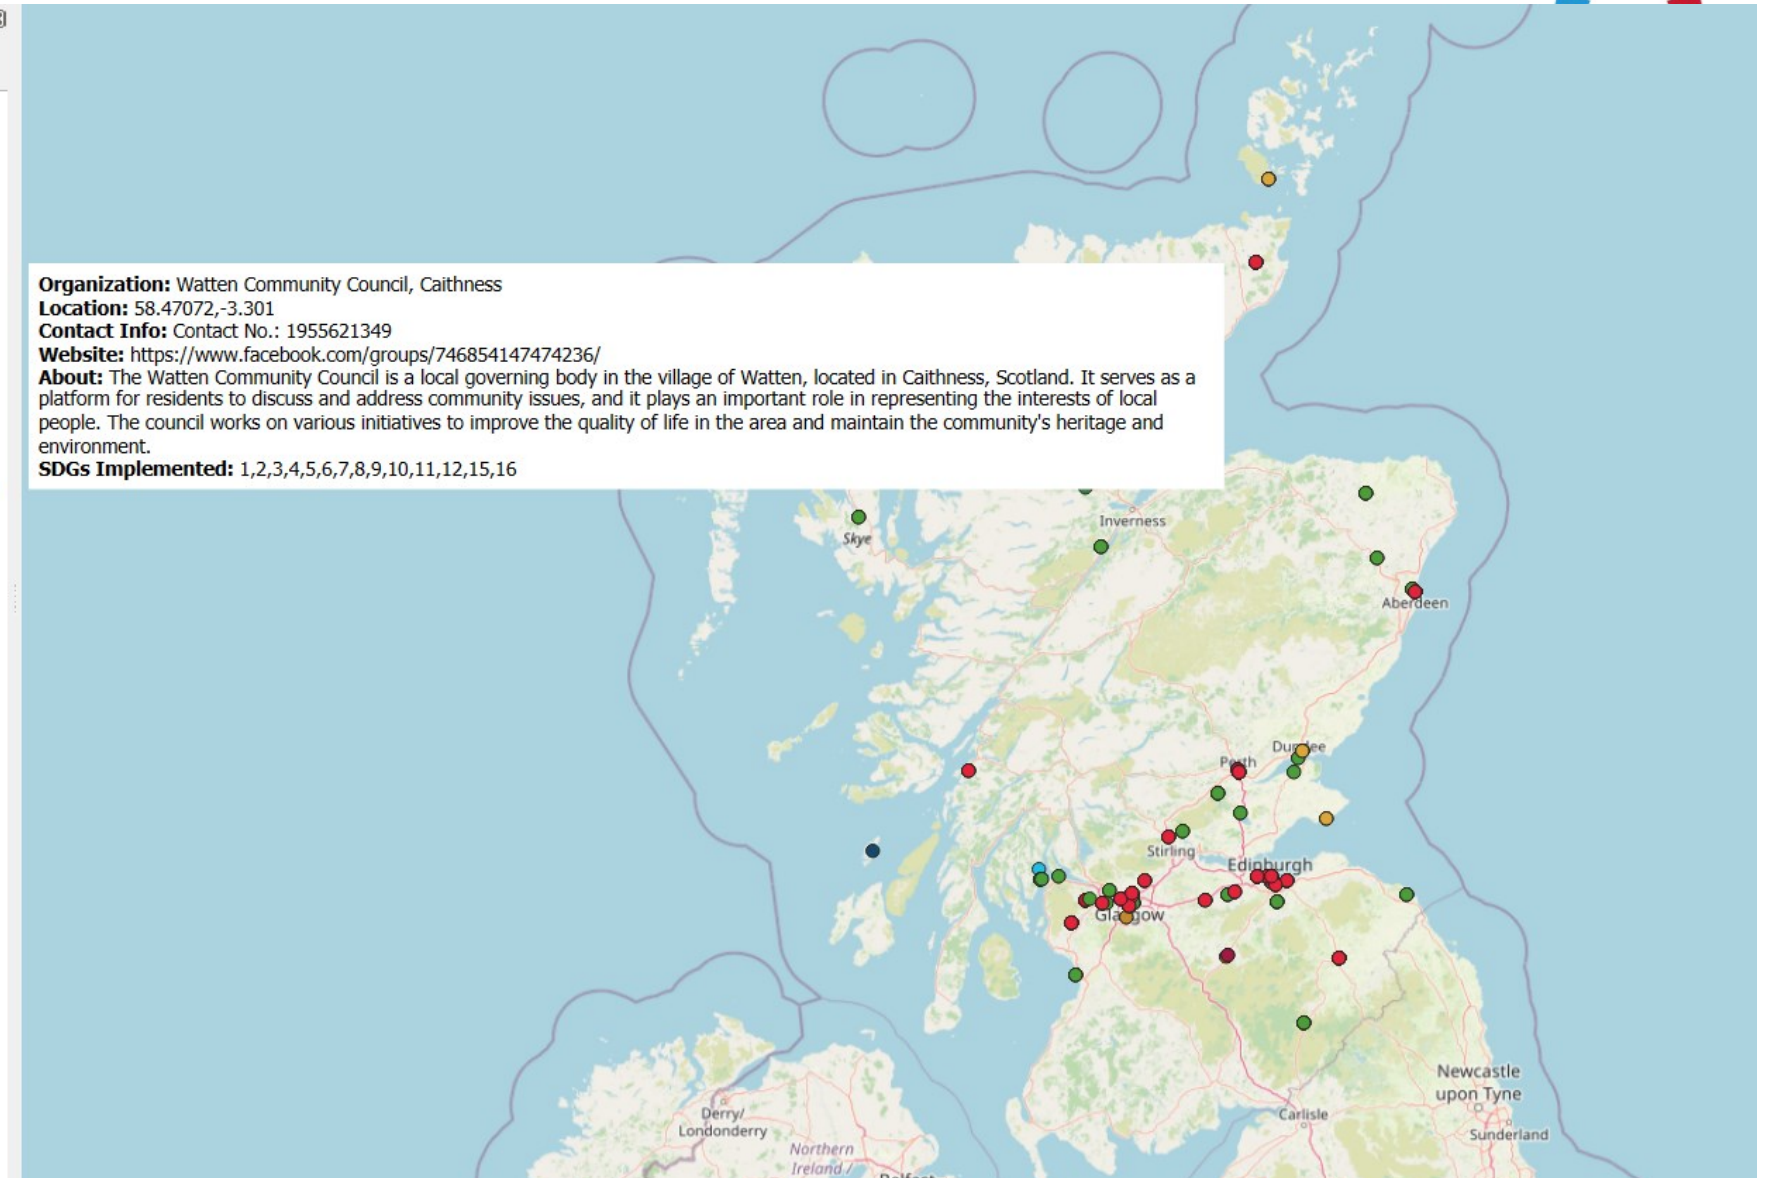 Organization: Watten Community Council, Caithness
Location: 58.47072,-3.301
Contact Info: Contact No.: 1955621349
Website: https://www.facebook.com/groups/746854147474236/
About: The Watten Community Council is a local governing body in the village of Watten, located in Caithness, Scotland. It serves as a
platform for residents to discuss and address community issues, and it plays an important role in representing the interests of local
people. The council works on various initiatives to improve the quality of life in the area and maintain the community's heritage and
environment.
SDGs Implemented: 1,2,3,4,5,6,7,8,9,10,11,12,15,16
Inverness
Skye
Aberdeen
Dundee
Perth
Stirling
Edinburgh
Glasgow
Newcastle
upon Tyne
Carlisle
Sunderland
Derry/
Londonderry
Northern
Ireland /